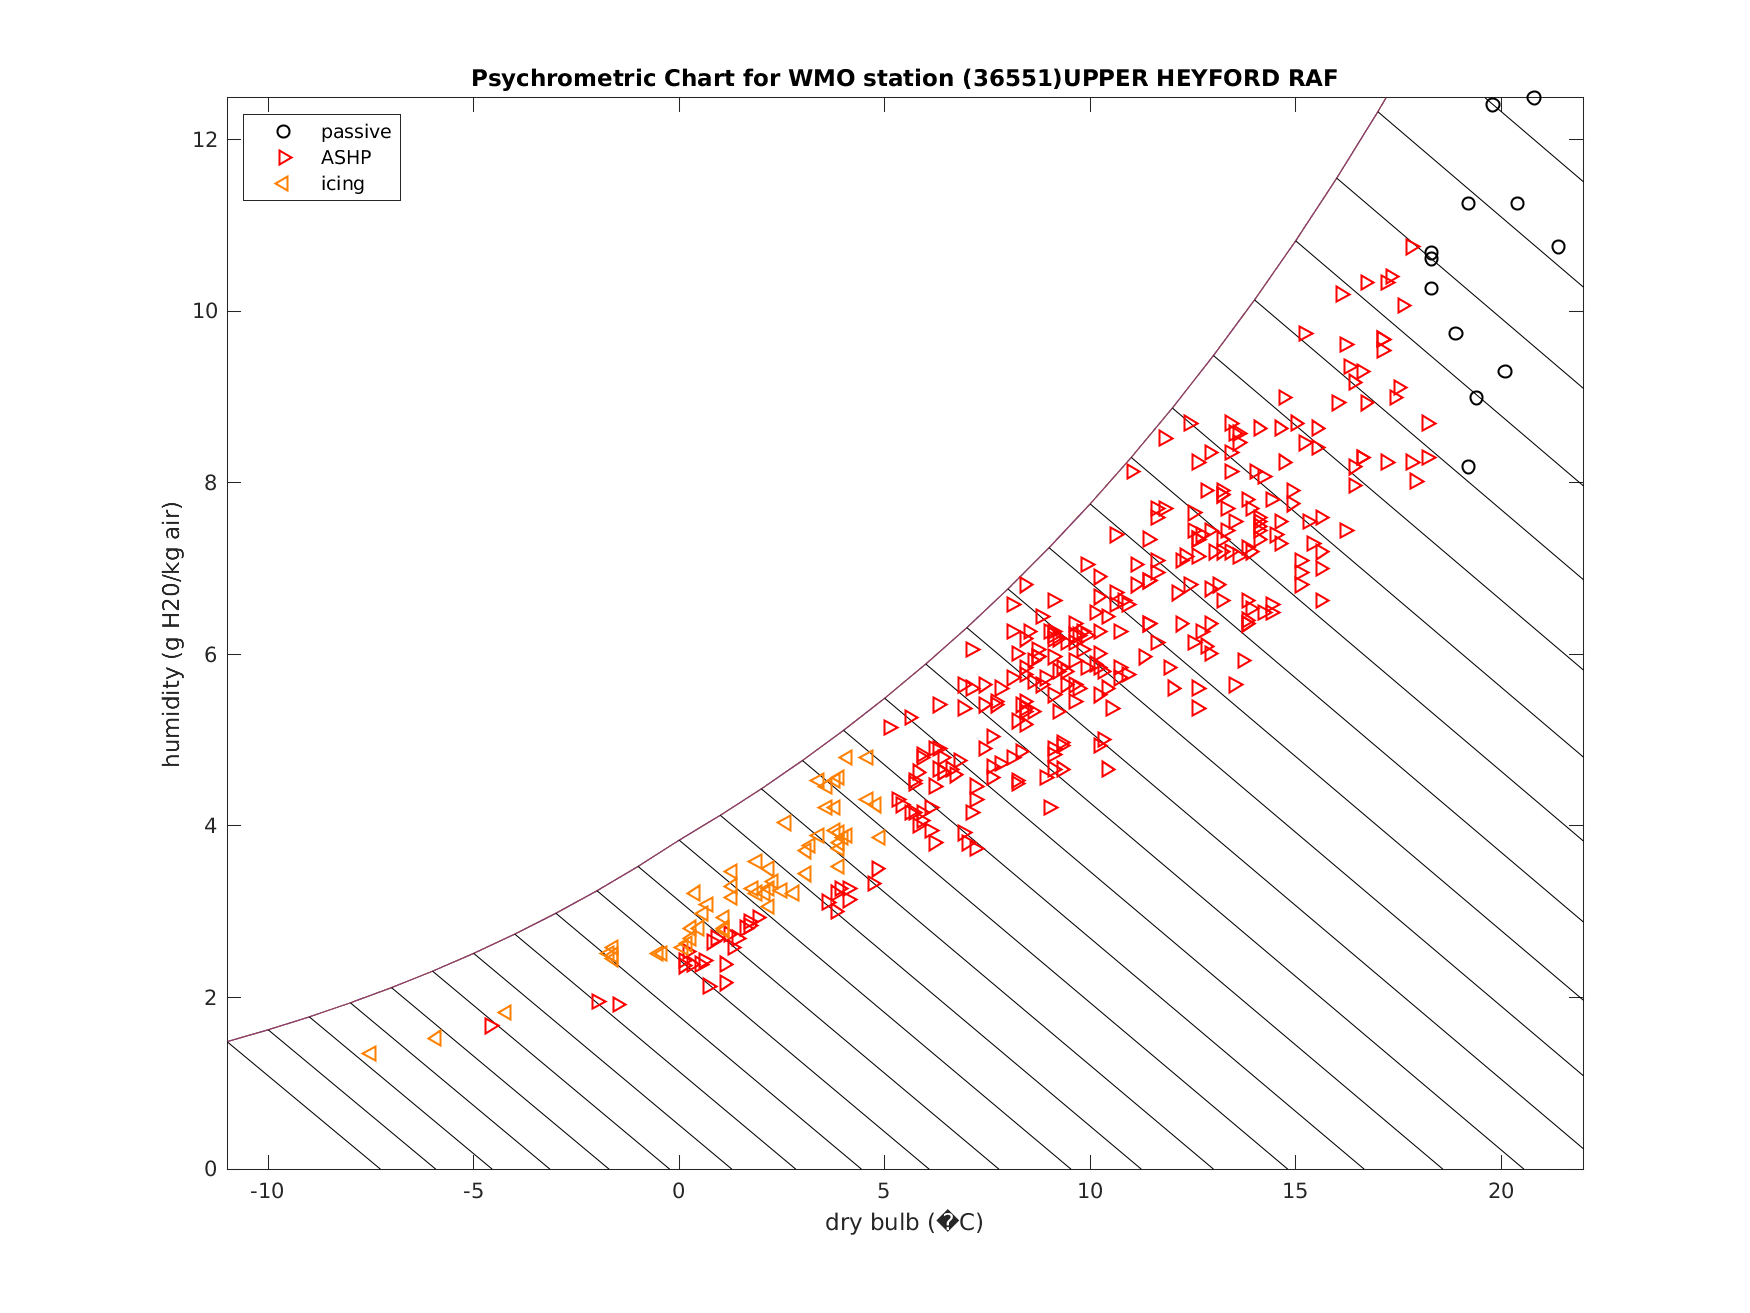 Psychrometric Chart for WMO station (36551)UPPER HEYFORD RAF
passive
ASHP
icing
12
10
8
6
4
2
0
humidity (g H20/kg air)
-10 -5 0 5 10 15 20
dry bulb (�C)